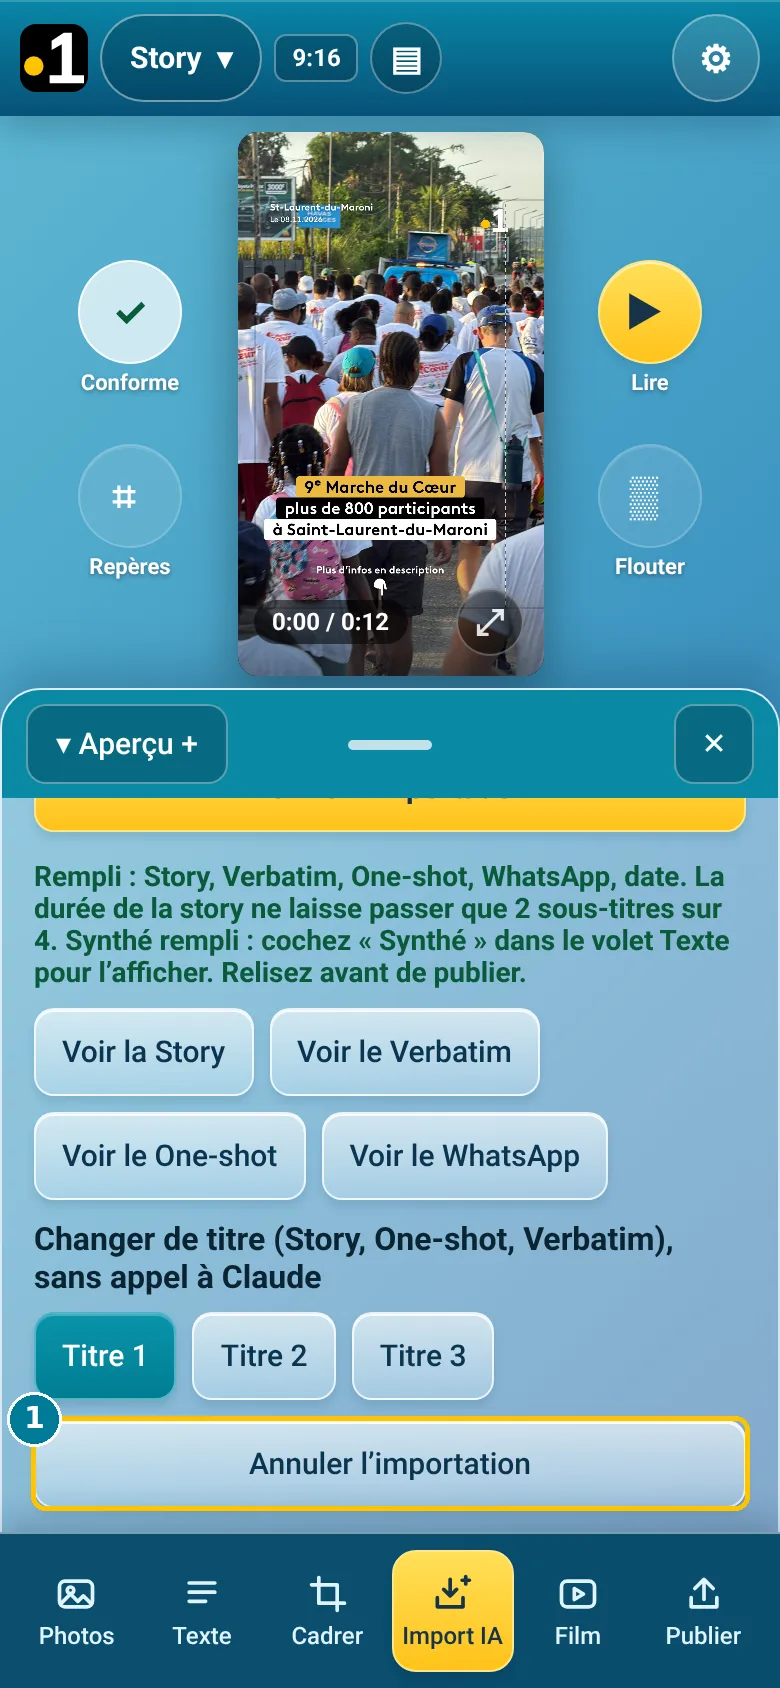 1
Story ▼
9:16
St-Laurent-du-Maroni
Le 08.11.2026
1
Conforme
Lire
Repères
Flouter
9e Marche du Cœur
plus de 800 participants
à Saint-Laurent-du-Maroni
Plus d'infos en description
0:00 / 0:12
▾ Aperçu +
×
Rempli : Story, Verbatim, One-shot, WhatsApp, date. La
durée de la story ne laisse passer que 2 sous-titres sur
4. Synthé rempli : cochez « Synthé » dans le volet Texte
pour l’afficher. Relisez avant de publier.
Voir la Story
Voir le Verbatim
Voir le One-shot
Voir le WhatsApp
Changer de titre (Story, One-shot, Verbatim),
sans appel à Claude
Titre 1
Titre 2
Titre 3
1
Annuler l’importation
Photos
Texte
Cadrer
Import IA
Film
Publier